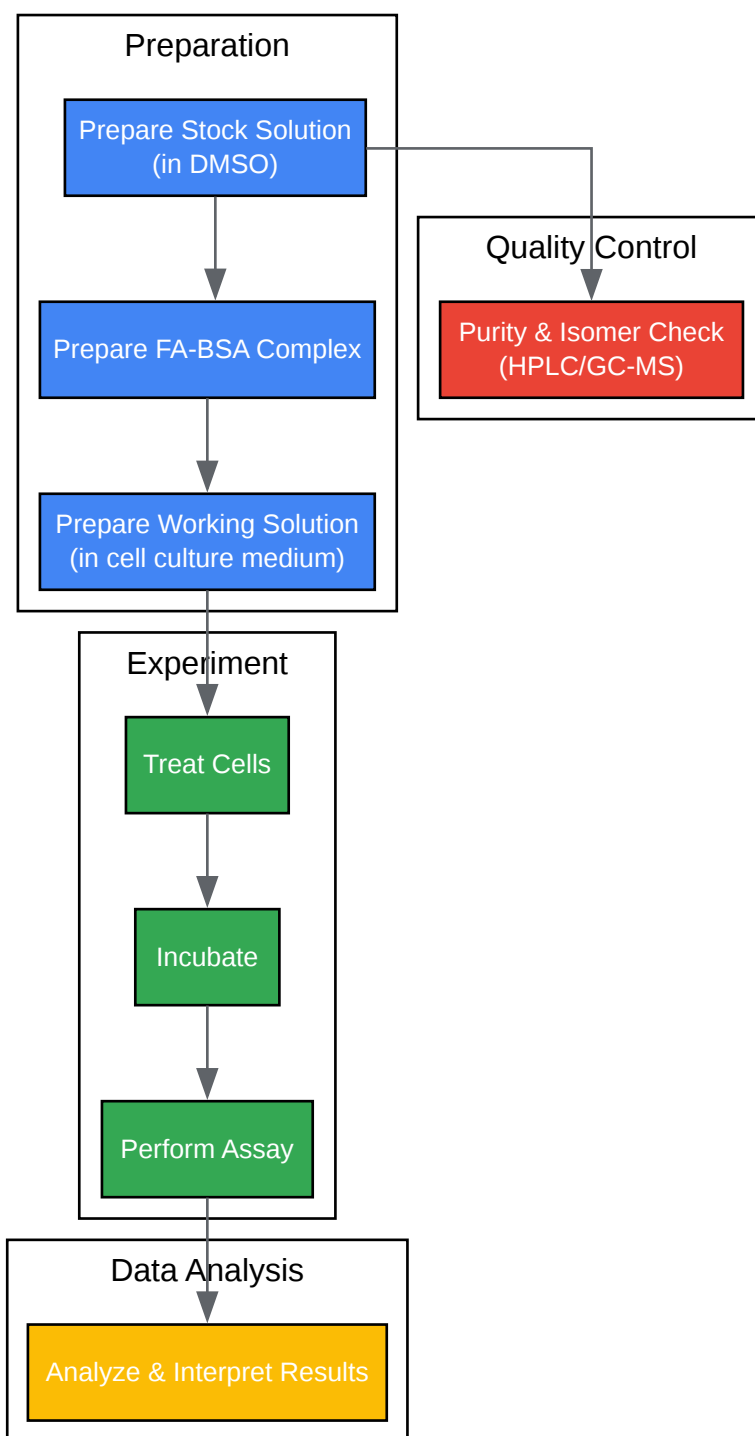 Preparation
Prepare Stock Solution
(in DMSO)
Quality Control
Prepare FA-BSA Complex
Purity & Isomer Check
(HPLC/GC-MS)
Prepare Working Solution
(in cell culture medium)
Experiment
Treat Cells
Incubate
Perform Assay
Data Analysis
Analyze & Interpret Results